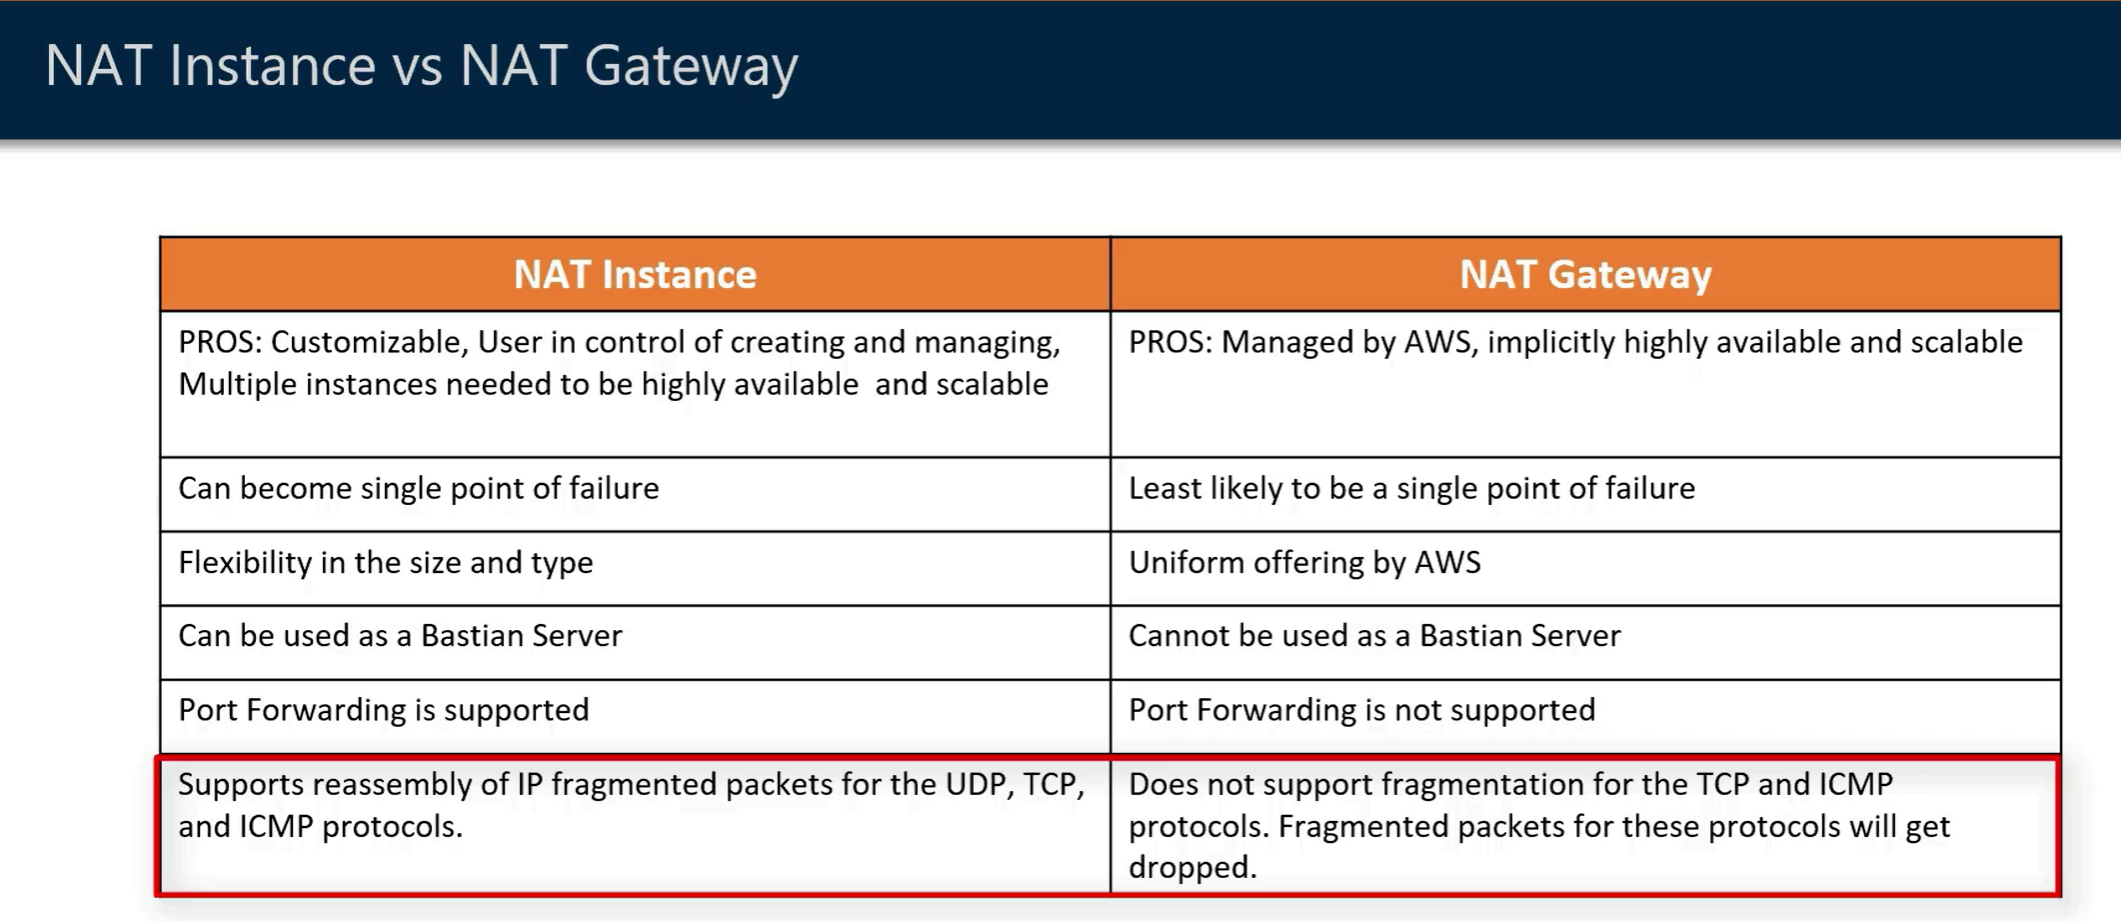 NAT Instance vs NAT Gateway
NAT Instance
NAT Gateway
PROS: Customizable, User in control of creating and managing,
Multiple instances needed to be highly available  and scalable
PROS: Managed by AWS, implicitly highly available and scalable
Can become single point of failure
Least likely to be a single point of failure
Flexibility in the size and type
Uniform offering by AWS
Can be used as a Bastian Server
Cannot be used as a Bastian Server
Port Forwarding is supported
Port Forwarding is not supported
Supports reassembly of IP fragmented packets for the UDP, TCP,
and ICMP protocols.
Does not support fragmentation for the TCP and ICMP
protocols. Fragmented packets for these protocols will get
dropped.